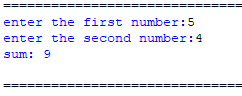 ==============================
enter the first number:5
enter the second number:4
sum: 9
==============================